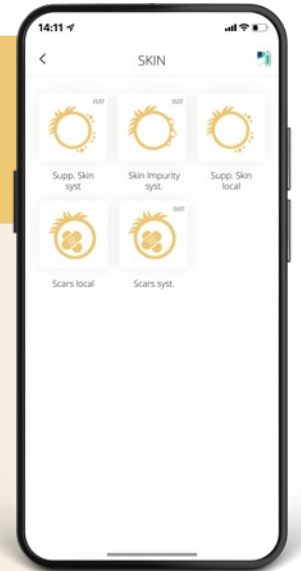 14:11
SKIN
IMF
IMF
Supp. Skin
syst
Skin Impurity
syst.
Supp. Skin
local
IMF
Scars local
Scars syst.